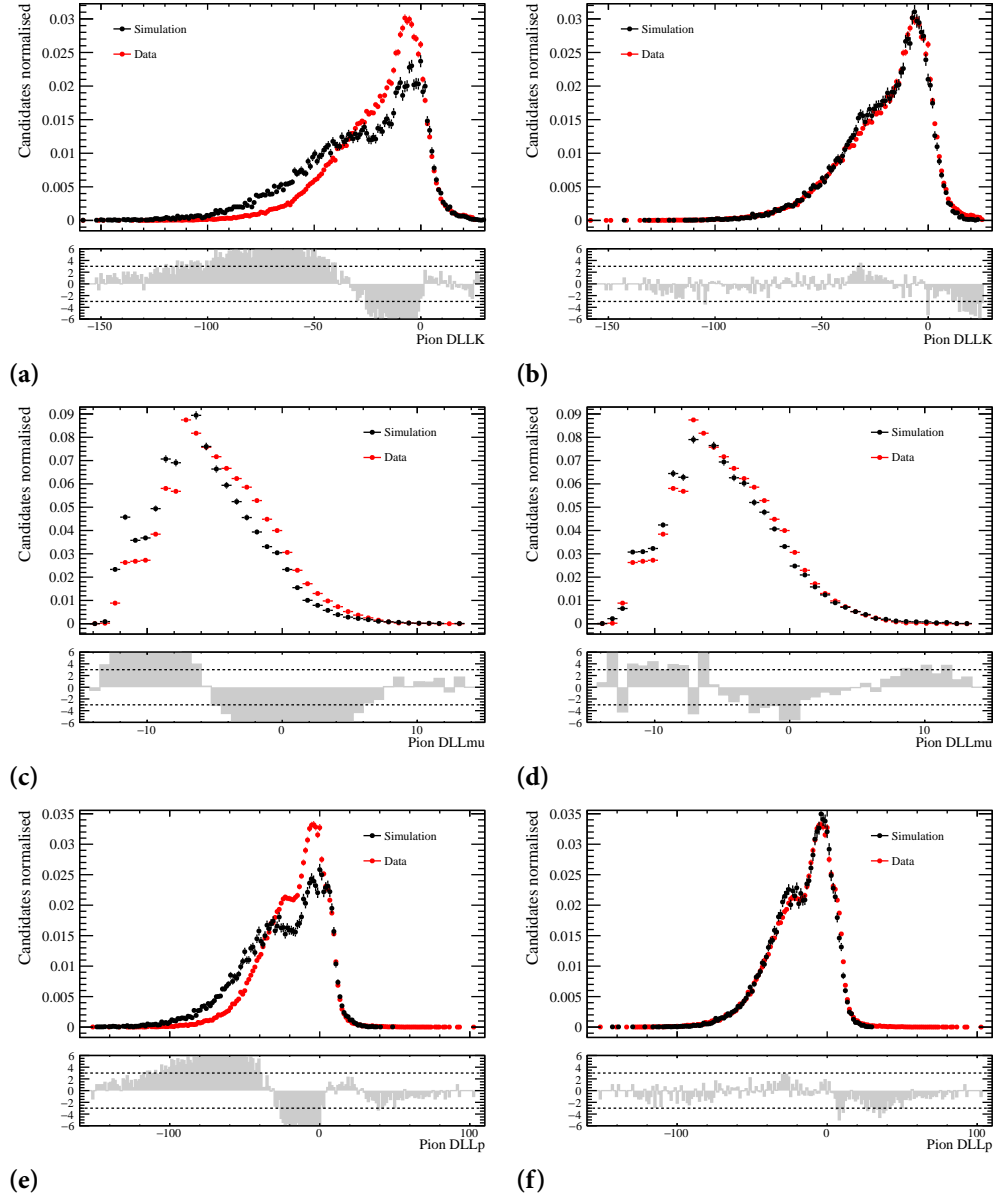 Candidates normalised
0.03
0.025
0.02
0.015
0.01
0.005
0
Simulation
Data
6
4
2
0
−2
−4
−6
−150 −100 −50 0
Pion DLLK
(a)
Candidates normalised
0.03
0.025
0.02
0.015
0.01
0.005
0
Simulation
Data
6
4
2
0
−2
−4
−6
−150 −100 −50 0
Pion DLLK
(b)
Candidates normalised
0.09
0.08
0.07
0.06
0.05
0.04
0.03
0.02
0.01
0
Simulation
Data
6
4
2
0
−2
−4
−6
−10 0 10
Pion DLLmu
(c)
Candidates normalised
0.09
0.08
0.07
0.06
0.05
0.04
0.03
0.02
0.01
0
Simulation
Data
6
4
2
0
−2
−4
−6
−10 0 10
Pion DLLmu
(d)
Candidates normalised
0.035
0.03
0.025
0.02
0.015
0.01
0.005
0
Simulation
Data
6
4
2
0
−2
−4
−6
−100 0 100
Pion DLLp
(e)
Candidates normalised
0.035
0.03
0.025
0.02
0.015
0.01
0.005
0
Simulation
Data
6
4
2
0
−2
−4
−6
−100 0 100
Pion DLLp
(f)